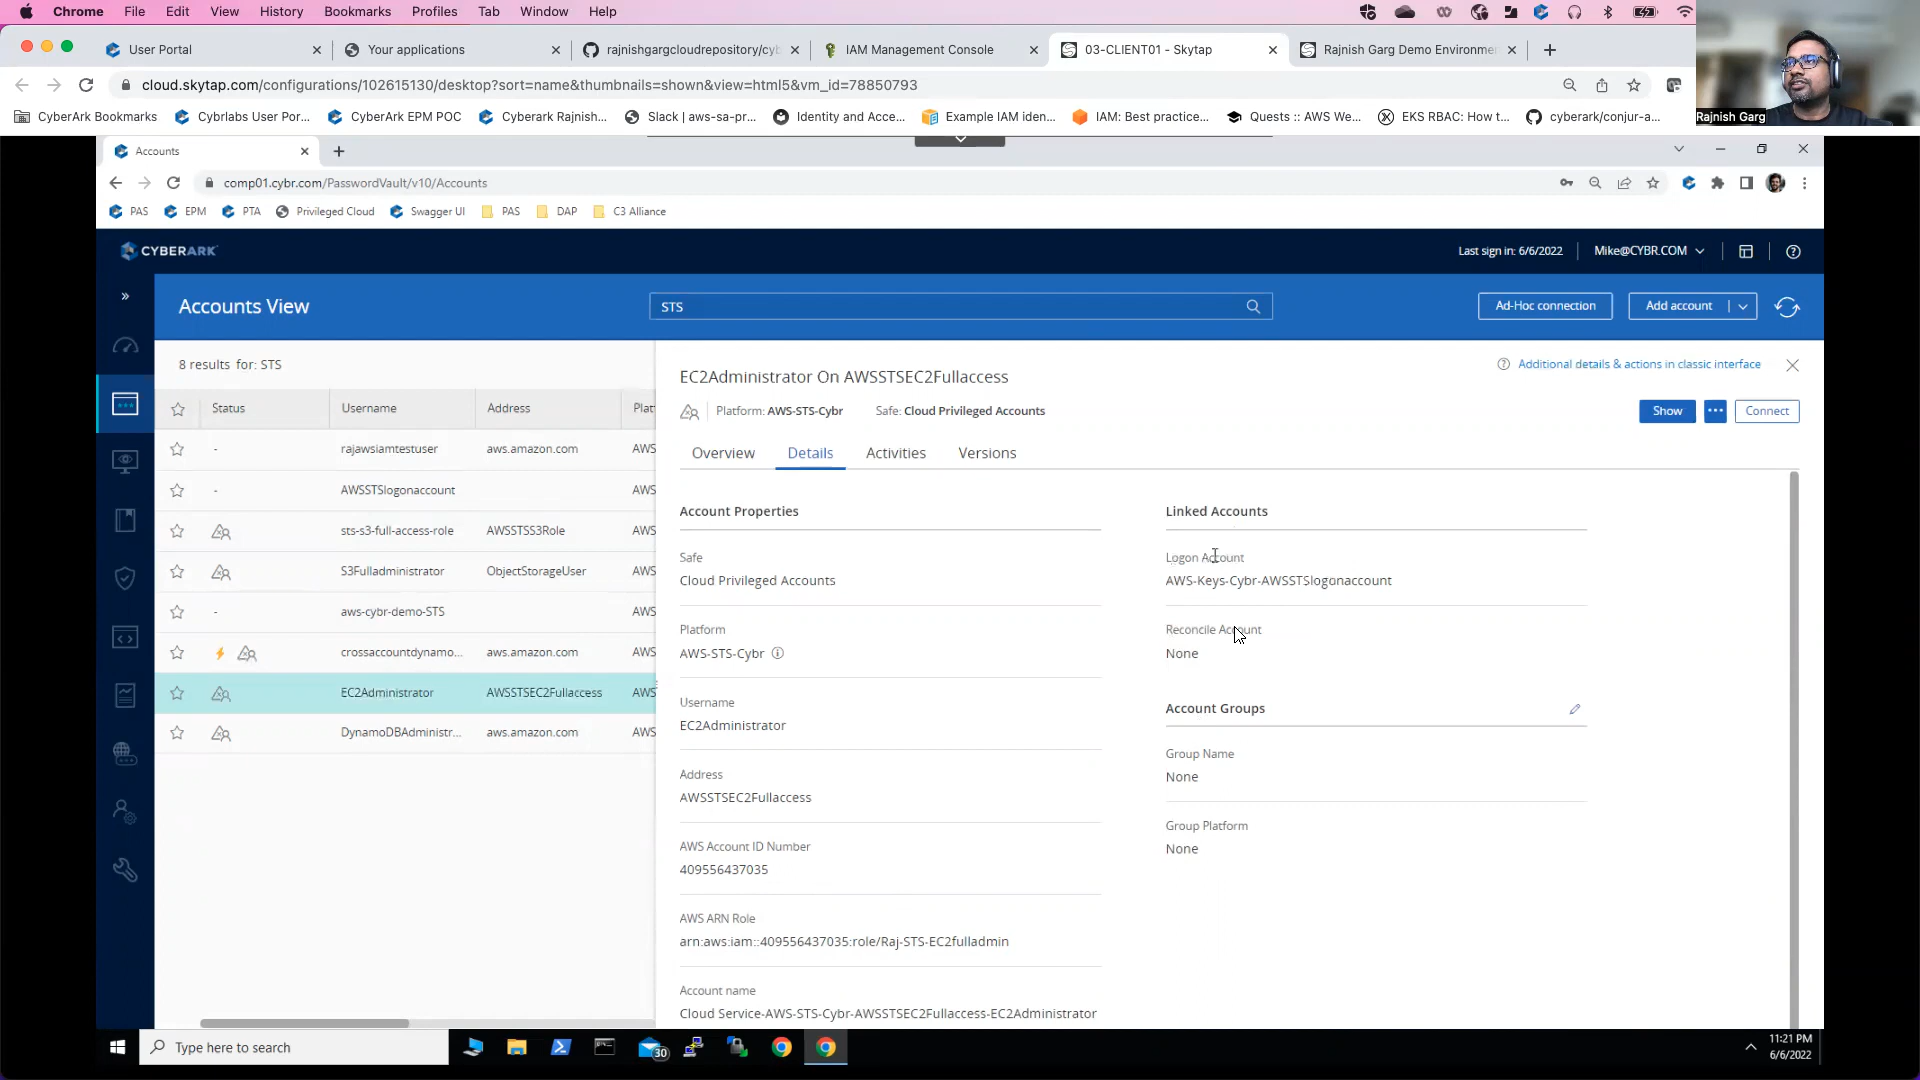 Chrome File Edit View History Bookmarks Profiles Tab Window Help
User Portal
Your applications
rajnishgargcloudrepository/cyb
IAM Management Console
03-CLIENT01 - Skytap
Rajnish Garg Demo Environme
cloud.skytap.com/configurations/102615130/desktop?sort=name&thumbnails=shown&view=html5&vm_id=78850793
Rajnish Garg
CyberArk Bookmarks
Cybrlabs User Por...
CyberArk EPM POC
Cyberark Rajnish...
Slack | aws-sa-pr...
Identity and Acce...
Example IAM iden...
IAM: Best practice...
Quests :: AWS We...
EKS RBAC: How t...
cyberark/conjur-a...
Accounts
comp01.cybr.com/PasswordVault/v10/Accounts
PAS EPM PTA Privileged Cloud Swagger UI PAS DAP C3 Alliance
CYBERARK
Last sign in: 6/6/2022
Mike@CYBR.COM
Accounts View
STS
Ad-Hoc connection
Add account
8 results for: STS
Status Username Address Plat
- rajawsiamtestuser aws.amazon.com AWS
- AWSSTSlogonaccount AWS
sts-s3-full-access-role AWSSTSS3Role AWS
S3Fulladministrator ObjectStorageUser AWS
- aws-cybr-demo-STS AWS
crossaccountdynamo... aws.amazon.com AWS
EC2Administrator AWSSTSEC2Fullaccess AWS
DynamoDBAdministr... aws.amazon.com AWS
Additional details & actions in classic interface
EC2Administrator On AWSSTSEC2Fullaccess
Platform: AWS-STS-Cybr Safe: Cloud Privileged Accounts
Show
Connect
Overview Details Activities Versions
Account Properties
Safe
Cloud Privileged Accounts
Platform
AWS-STS-Cybr
Username
EC2Administrator
Address
AWSSTSEC2Fullaccess
AWS Account ID Number
409556437035
AWS ARN Role
arn:aws:iam::409556437035:role/Raj-STS-EC2fulladmin
Account name
Cloud Service-AWS-STS-Cybr-AWSSTSEC2Fullaccess-EC2Administrator
Linked Accounts
Logon Account
AWS-Keys-Cybr-AWSSTSlogonaccount
Reconcile Account
None
Account Groups
Group Name
None
Group Platform
None
Type here to search
30
11:21 PM
6/6/2022